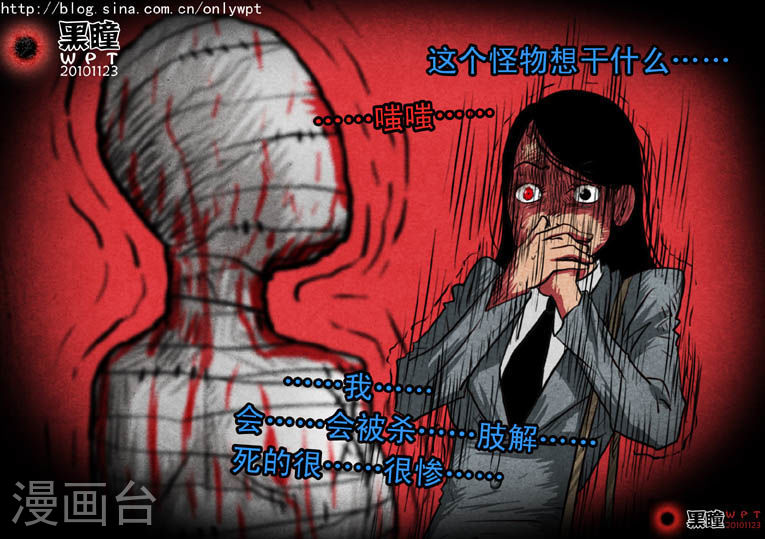 http://blog.sina.com.cn/onlywpt
黑瞳
WPT
20101123
这个怪物想干什么……
……嗤嗤……
……我……
会……会被杀……肢解……
死的很……很惨……
漫画台
黑瞳
WPT
20101123